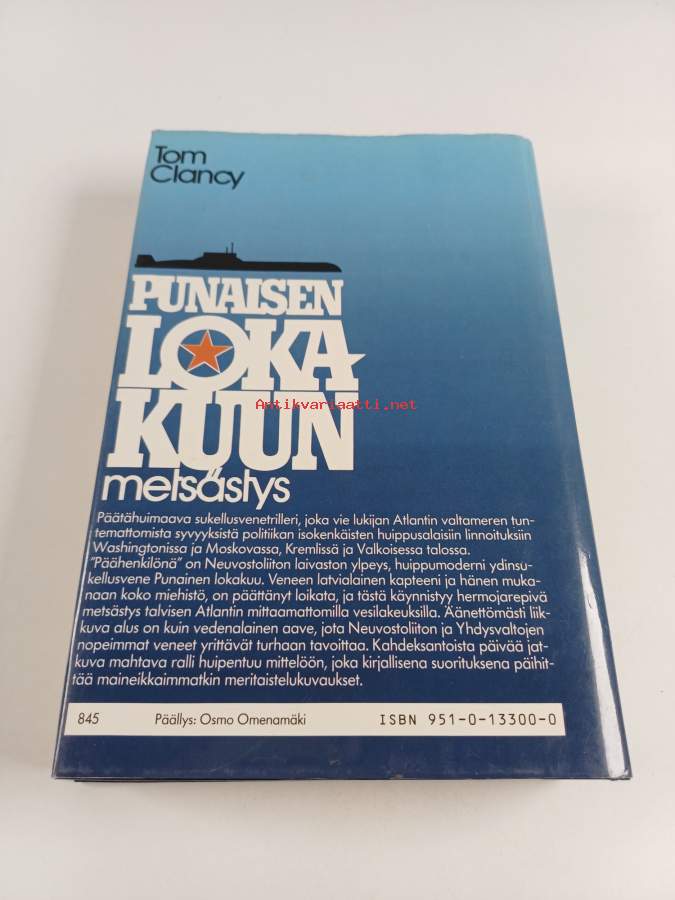 Tom
Clancy
PUNAISEN
LOKA
KUUN
metsästys
Antikvariaatti.net
Päätähuimaava sukellusvenetrilleri, joka vie lukijan Atlantin valtameren tun-
temattomista syvyyksistä politiikan isokenkäisten huippusalaisiin linnoituksiin
Washingtonissa ja Moskovassa, Kremlissä ja Valkoisessa talossa.
"Päähenkilönä" on Neuvostoliiton laivaston ylpeys, huippumoderni ydinsu-
kellusvene Punainen lokakuu. Veneen latvialainen kapteeni ja hänen muka-
naan koko miehistö, on päättänyt loikata, ja tästä käynnistyy hermojarepivä
metsästys talvisen Atlantin mittaamattomilla vesilakeuksilla. Äänettömästi liik-
kuva alus on kuin vedenalainen aave, jota Neuvostoliiton ja Yhdysvaltojen
nopeimmat veneet yrittävät turhaan tavoittaa. Kahdeksantoista päivää jat-
kuva mahtava ralli huipentuu mittelöön, joka kirjallisena suorituksena päihit-
tää maineikkaimmatkin meritaistelukuvaukset.
845 Päällys: Osmo Omenamäki ISBN 951-0-13300-0